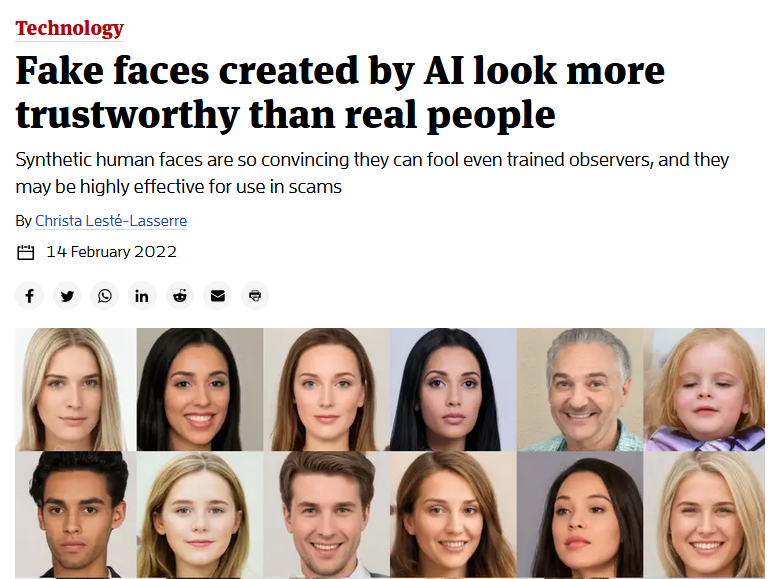 Technology
Fake faces created by AI look more
trustworthy than real people
Synthetic human faces are so convincing they can fool even trained observers, and they
may be highly effective for use in scams
By Christa Lesté-Lasserre
14 February 2022